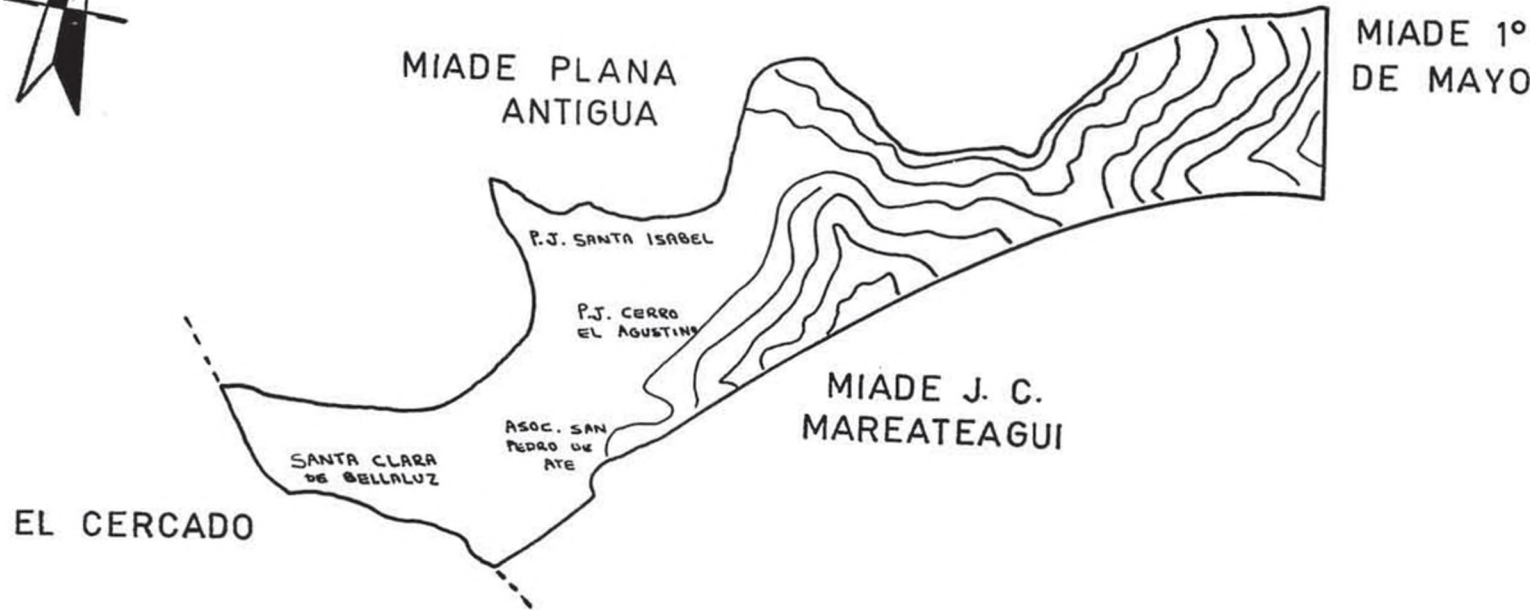 MIADE PLANA
ANTIGUA
MIADE 1º
DE MAYO
P.J. SANTA ISABEL
P.J. CERRO
EL AGUSTINO
MIADE J. C.
MAREATEAGUI
ASOC. SAN
PEDRO DE
ATE
SANTA CLARA
DE BELLALUZ
EL CERCADO